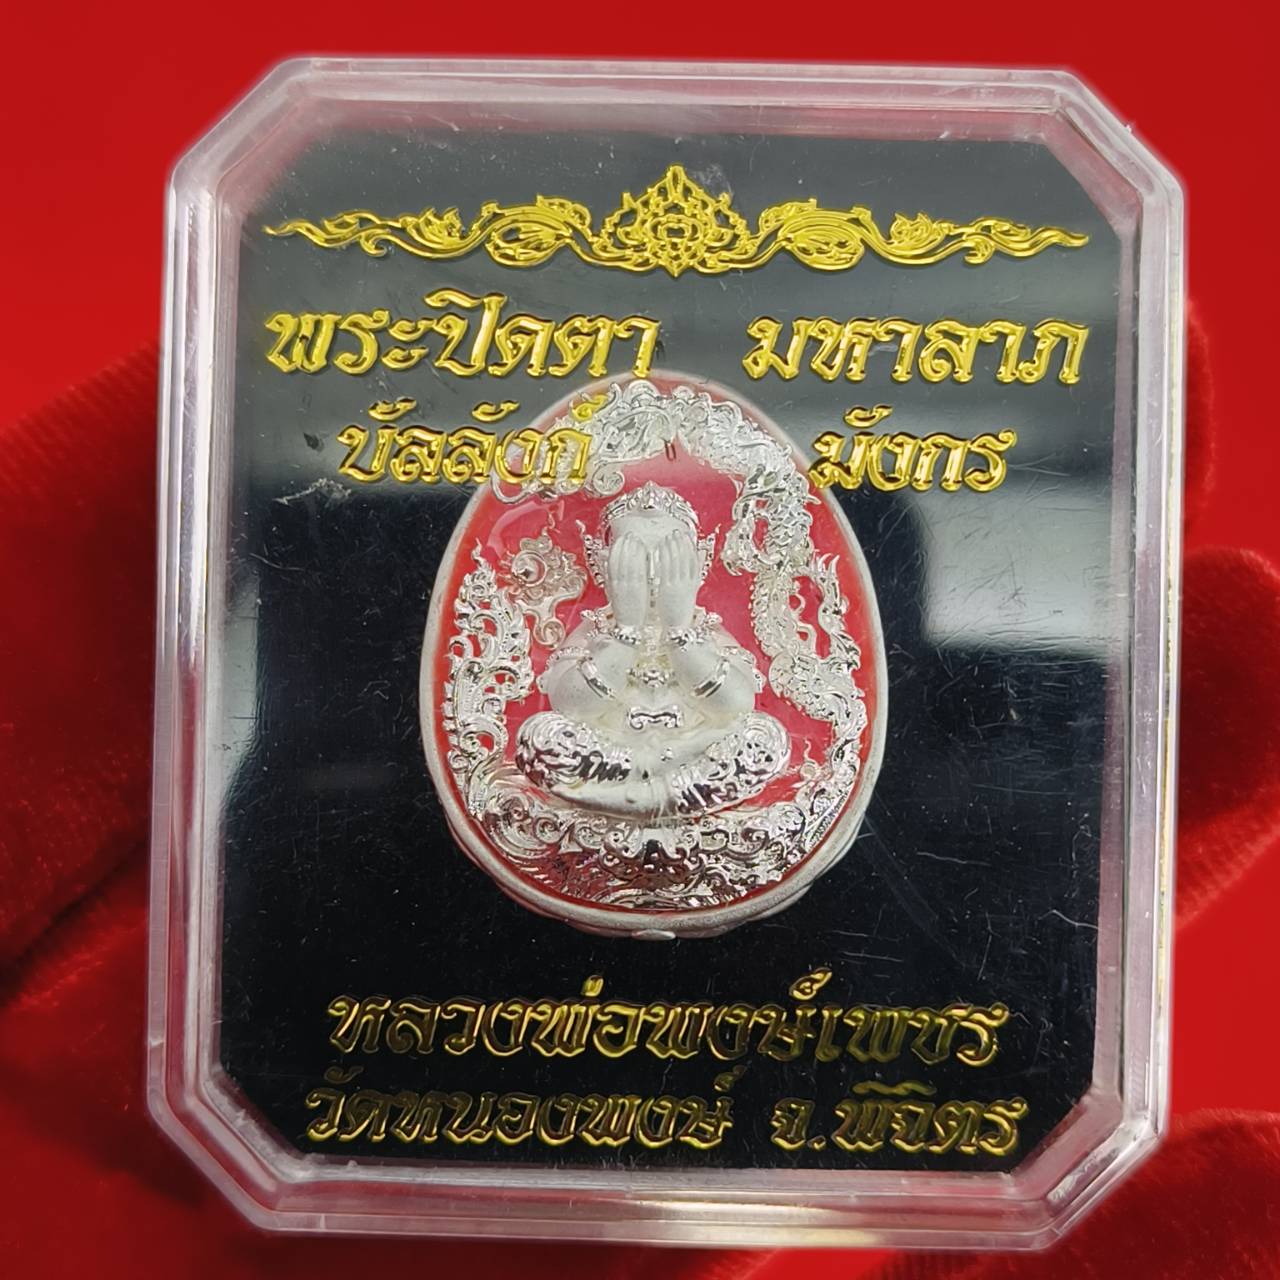 พระปิดตา มหาลาภ
บัลลังก์ มังกร
หลวงพ่อพงษ์เพชร
วัดหนองพงษ์ จ.พิจิตร